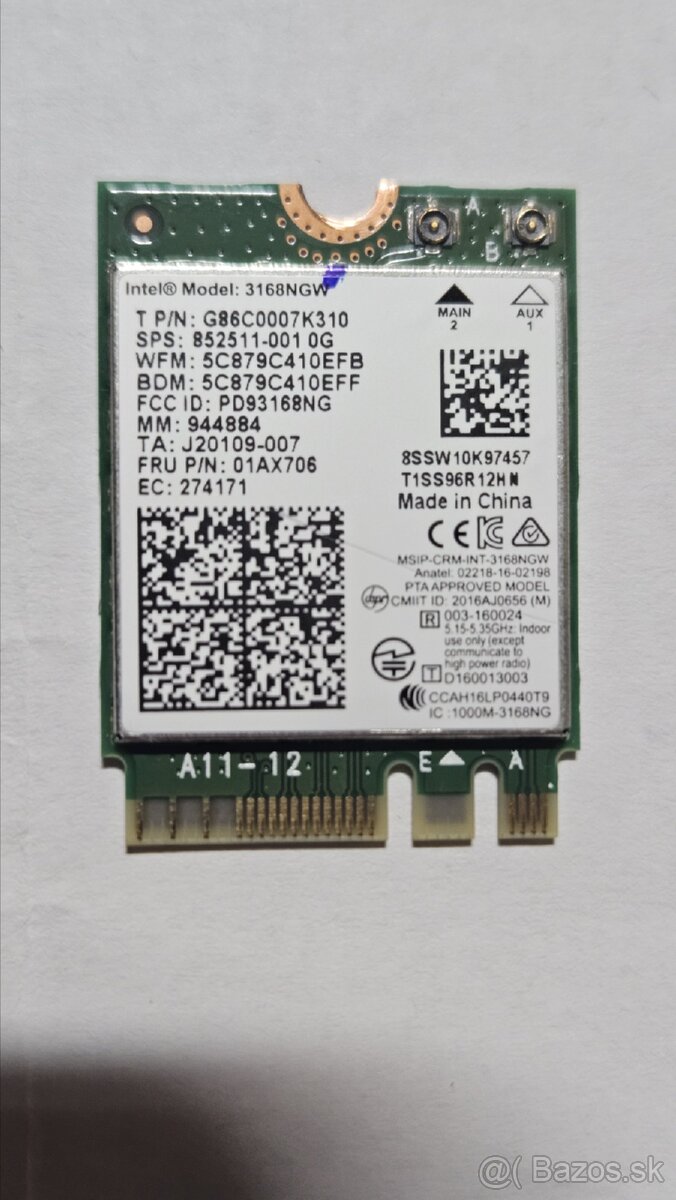 A
B
Intel® Model: 3168NGW
MAIN
2
AUX
1
T P/N: G86C0007K310
SPS: 852511-001 0G
WFM: 5C879C410EFB
BDM: 5C879C410EFF
FCC ID: PD93168NG
MM: 944884
TA: J20109-007
FRU P/N: 01AX706
EC: 274171
8SSW10K97457
T1SS96R12HN
Made in China
CE
MSIP-CRM-INT-3168NGW
Anatel: 02218-16-02198
PTA APPROVED MODEL
CMIIT ID: 2016AJ0656 (M)
R 003-160024
5.15-5.35GHz: Indoor
use only (except
communicate to
high power radio)
T D160013003
CCAH16LP0440T9
IC :1000M-3168NG
A11-12
E
A
@( Bazos.sk